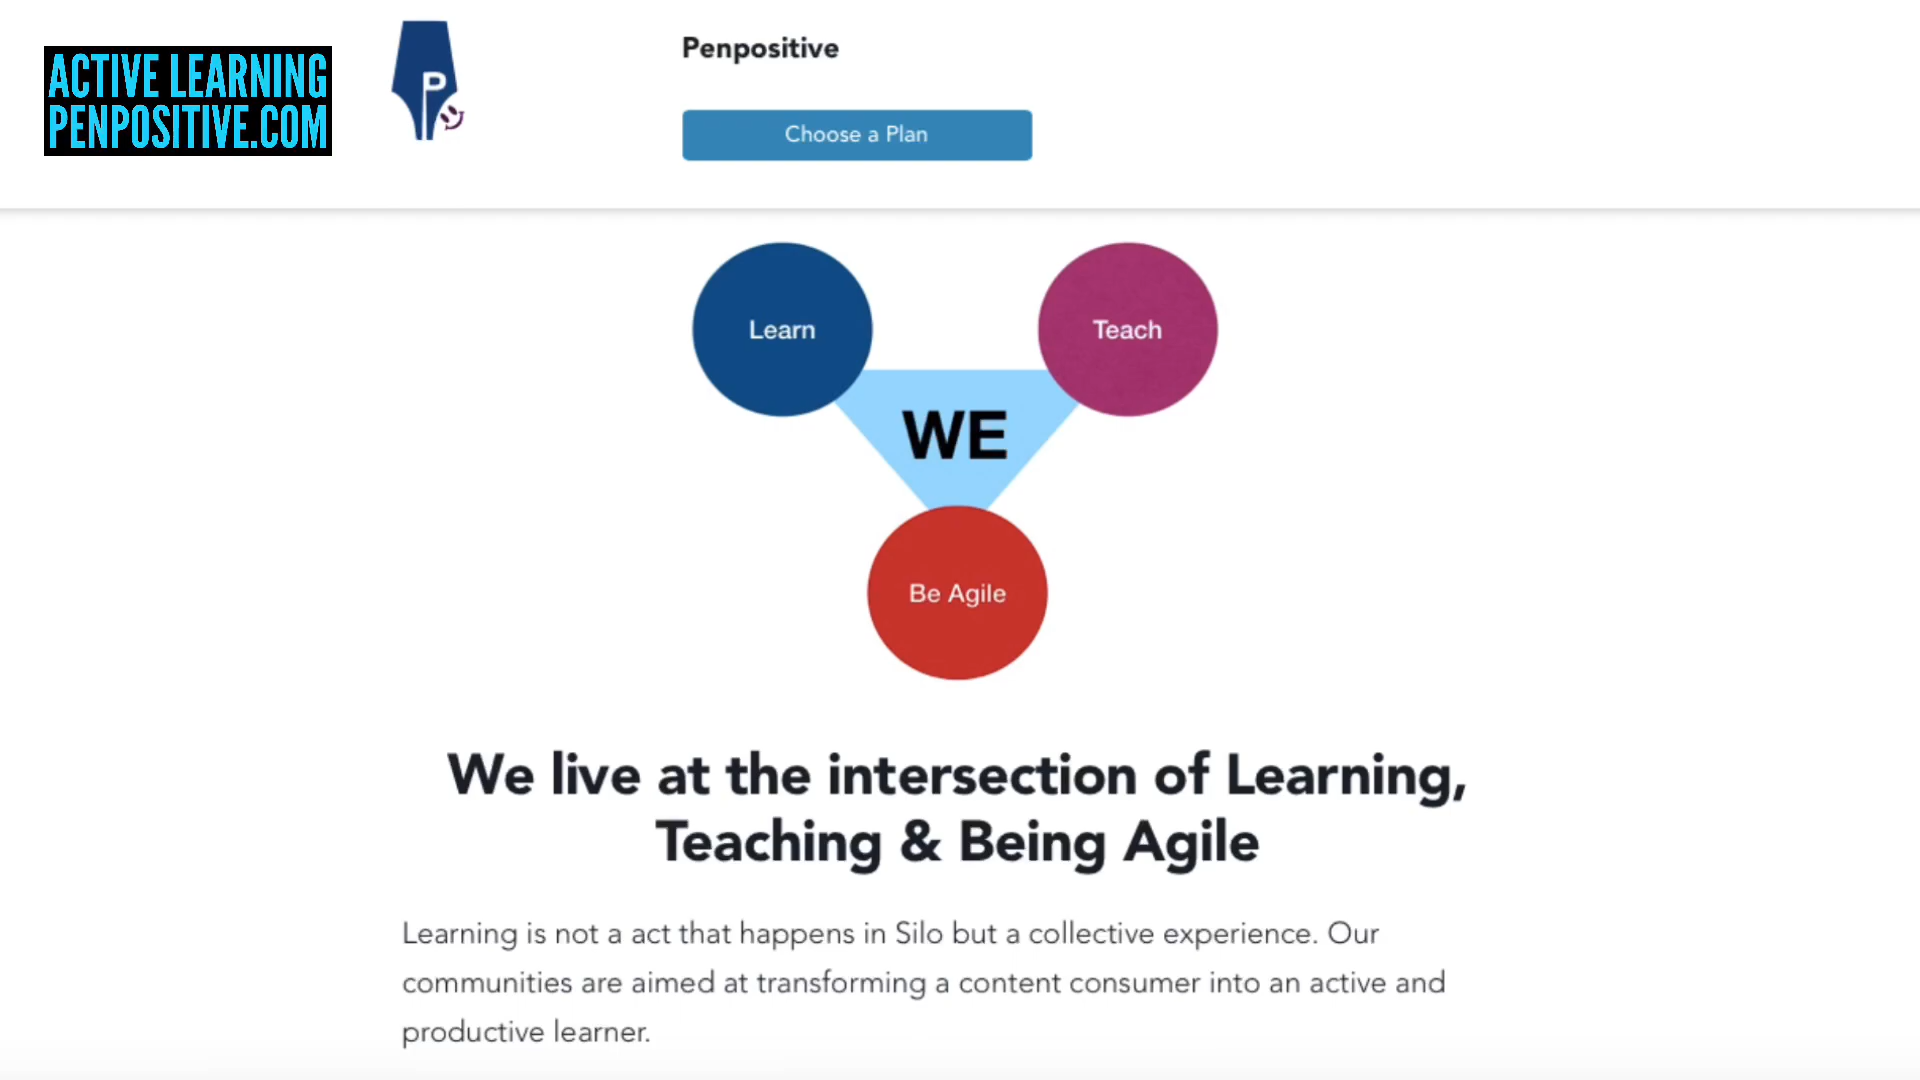 ACTIVE LEARNING
PENPOSITIVE.COM
P
Penpositive
Choose a Plan
Learn
Teach
WE
Be Agile
We live at the intersection of Learning,
Teaching & Being Agile
Learning is not a act that happens in Silo but a collective experience. Our
communities are aimed at transforming a content consumer into an active and
productive learner.